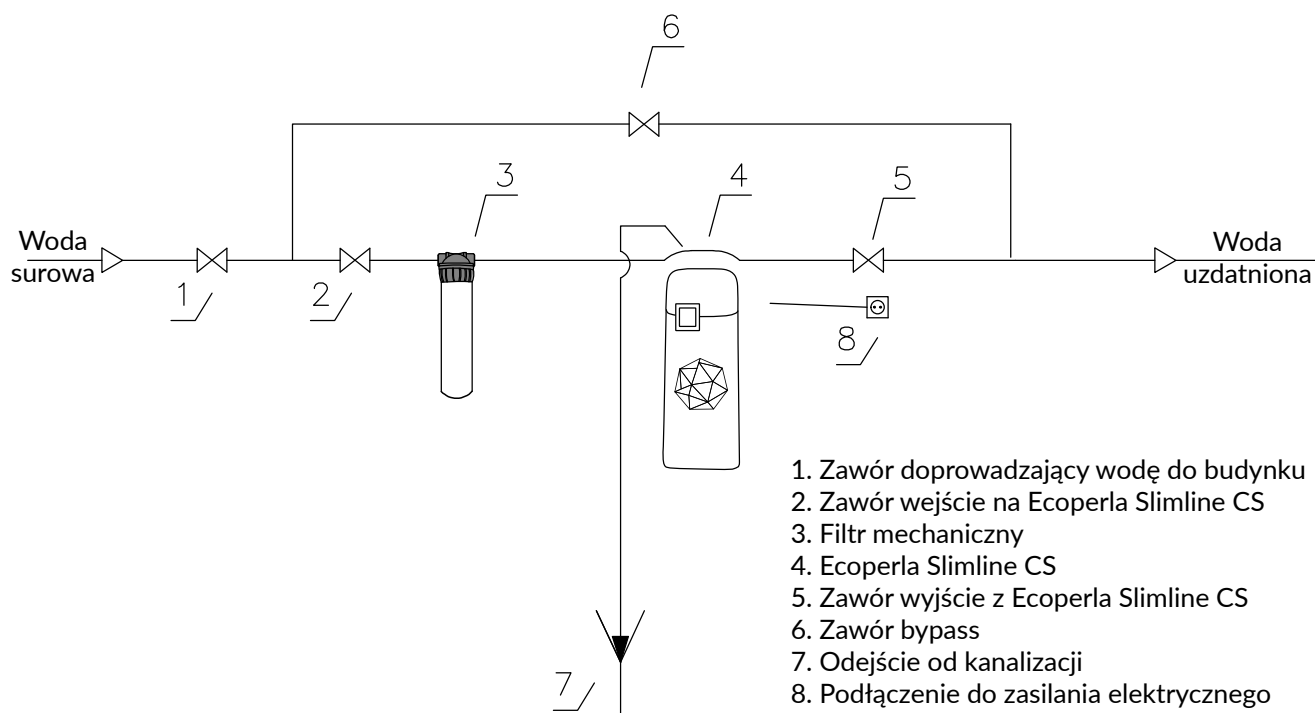 6
3
4
5
Woda
surowa
Woda
uzdatniona
1
2
8
7
1. Zawór doprowadzający wodę do budynku
2. Zawór wejście na Ecoperla Slimline CS
3. Filtr mechaniczny
4. Ecoperla Slimline CS
5. Zawór wyjście z Ecoperla Slimline CS
6. Zawór bypass
7. Odejście od kanalizacji
8. Podłączenie do zasilania elektrycznego